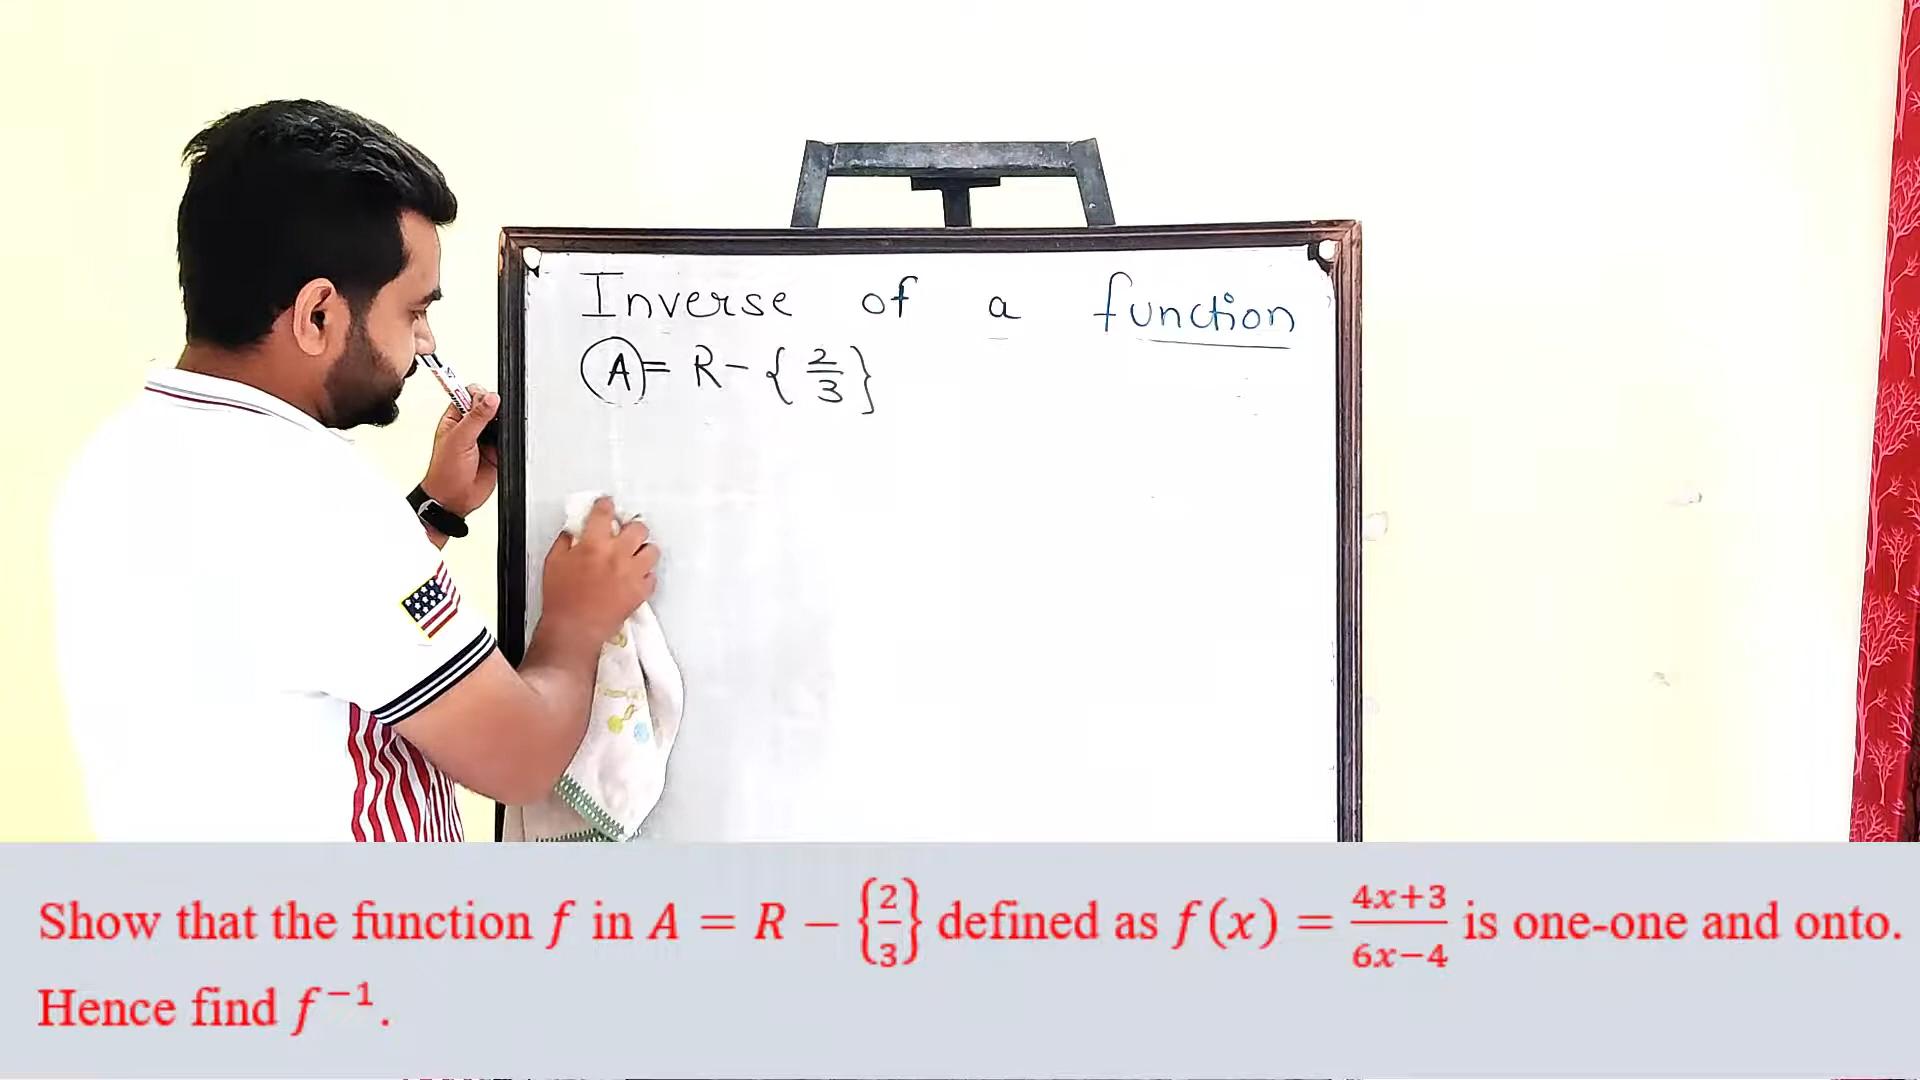 Inverse of a function
A = R - {2/3}
Show that the function f in A = R − {2/3} defined as f(x) = 4x+3/6x−4 is one-one and onto.
Hence find f⁻¹.